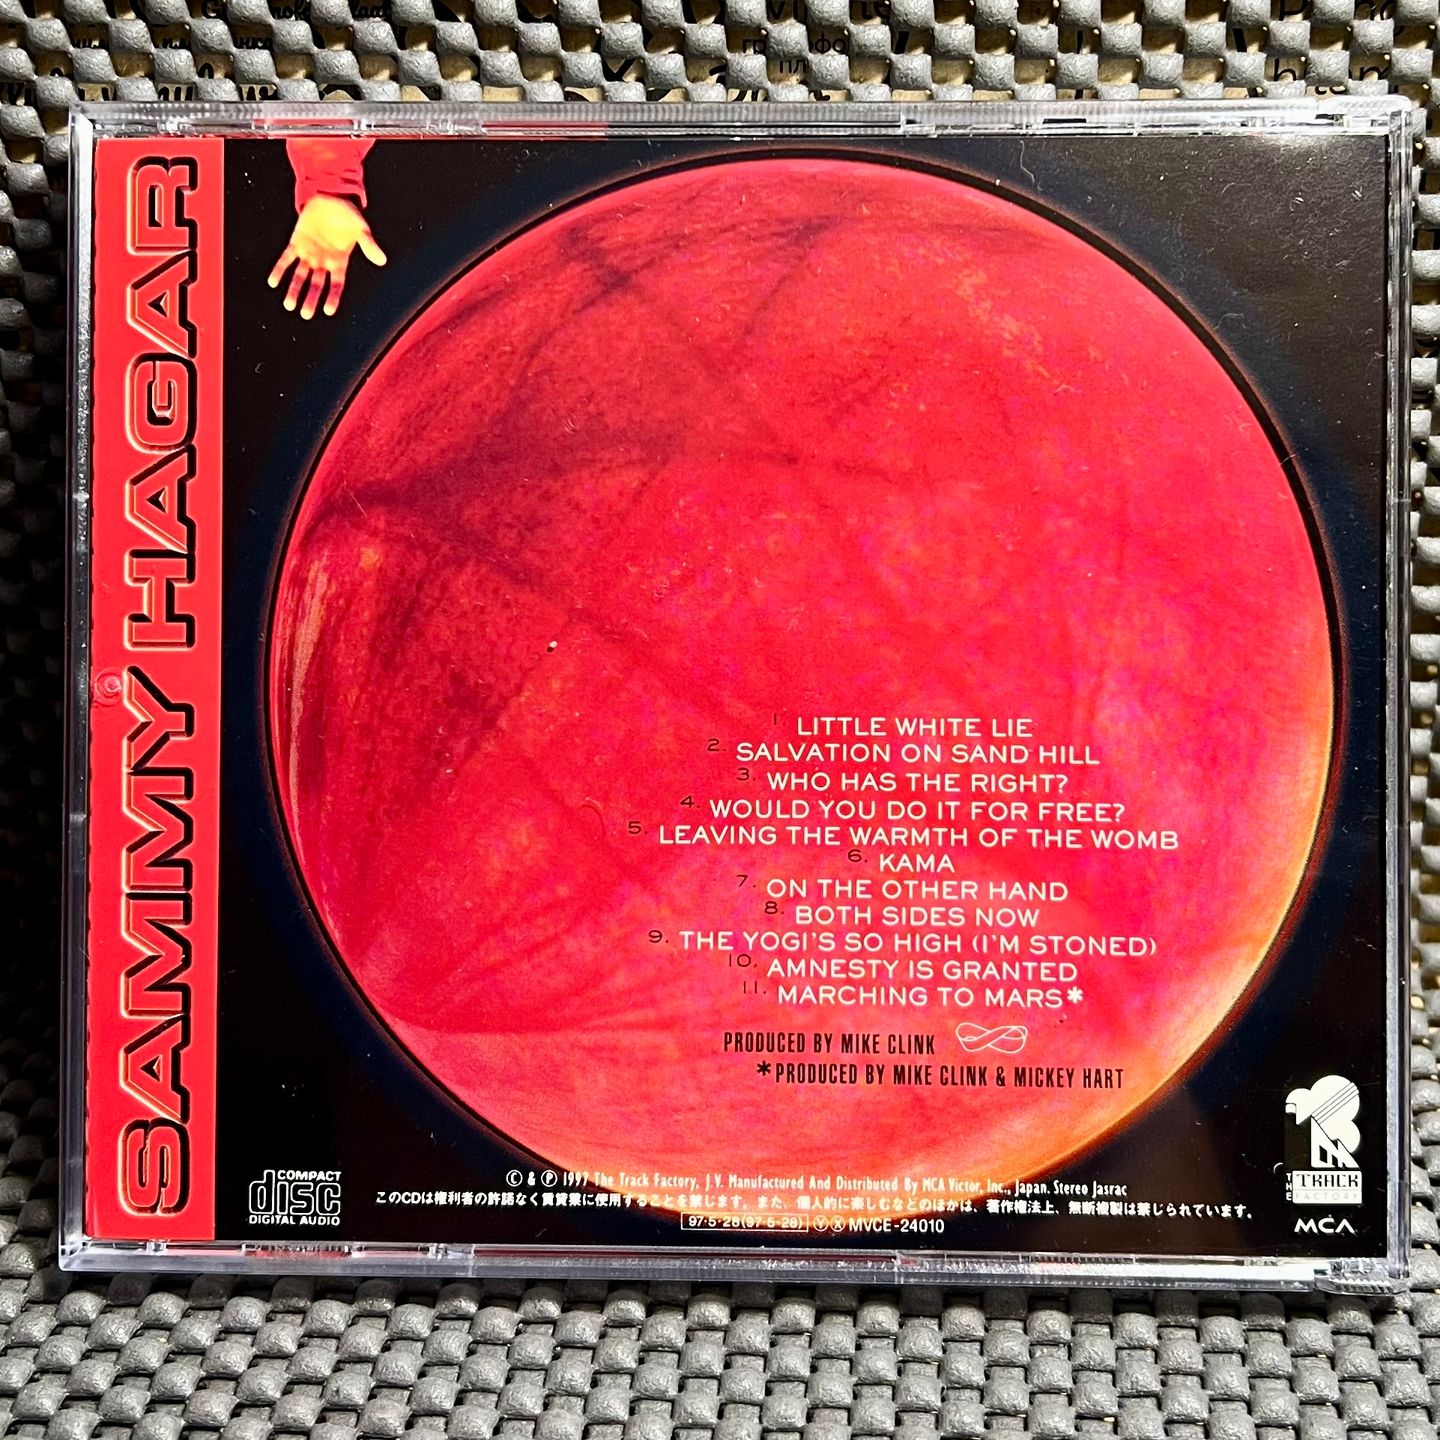 SAMMY HAGAR
1. LITTLE WHITE LIE
2. SALVATION ON SAND HILL
3. WHO HAS THE RIGHT?
4. WOULD YOU DO IT FOR FREE?
5. LEAVING THE WARMTH OF THE WOMB
6. KAMA
7. ON THE OTHER HAND
8. BOTH SIDES NOW
9. THE YOGI'S SO HIGH (I'M STONED)
10. AMNESTY IS GRANTED
11. MARCHING TO MARS*
PRODUCED BY MIKE CLINK
*PRODUCED BY MIKE CLINK & MICKEY HART
COMPACT
disc
DIGITAL AUDIO
© & ℗ 1997 The Track Factory, J.V. Manufactured And Distributed By MCA Victor, Inc., Japan. Stereo Jasrac
このCDは権利者の許諾なく賃貸業に使用することを禁じます。また、個人的に楽しむなどのほかは、著作権法上、無断複製は禁じられています。
97·5·28(97·5·28) Ⓨ Ⓧ MVCE-24010
THE
TRACK
FACTORY
MCA